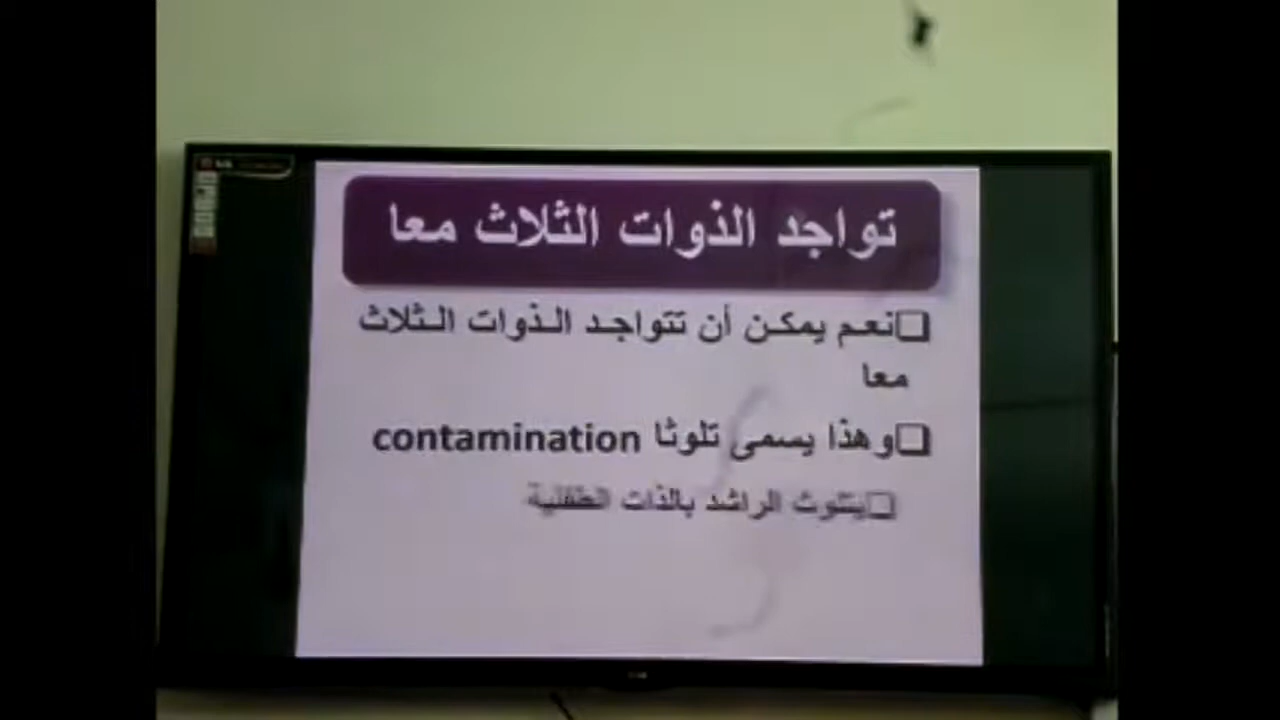 تواجد الذوات الثلاث معا
❑نعم يمكن أن تتواجد الذوات الثلاث
معا
❑وهذا يسمى تلوثا contamination
❑يتلوث الراشد بالذات الطفلية